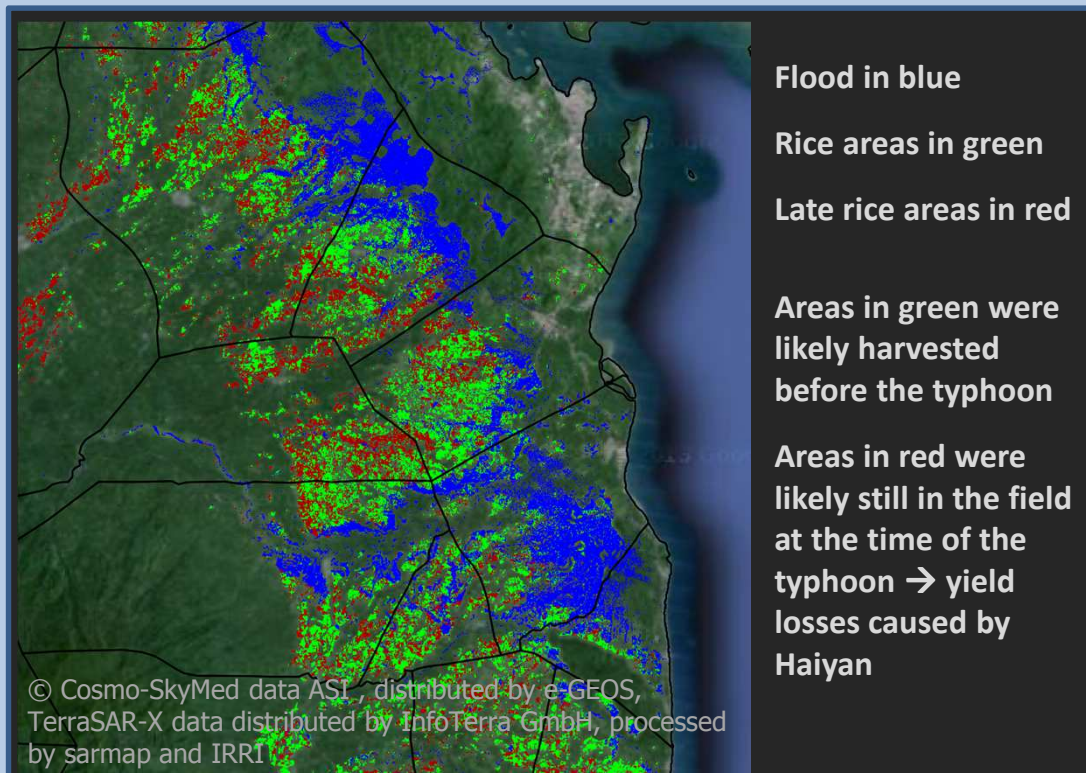 Flood in blue
Rice areas in green
Late rice areas in red
Areas in green were
likely harvested
before the typhoon
Areas in red were
likely still in the field
at the time of the
typhoon → yield
losses caused by
Haiyan
© Cosmo-SkyMed data ASI , distributed by e-GEOS,
TerraSAR-X data distributed by InfoTerra GmbH, processed
by sarmap and IRRI